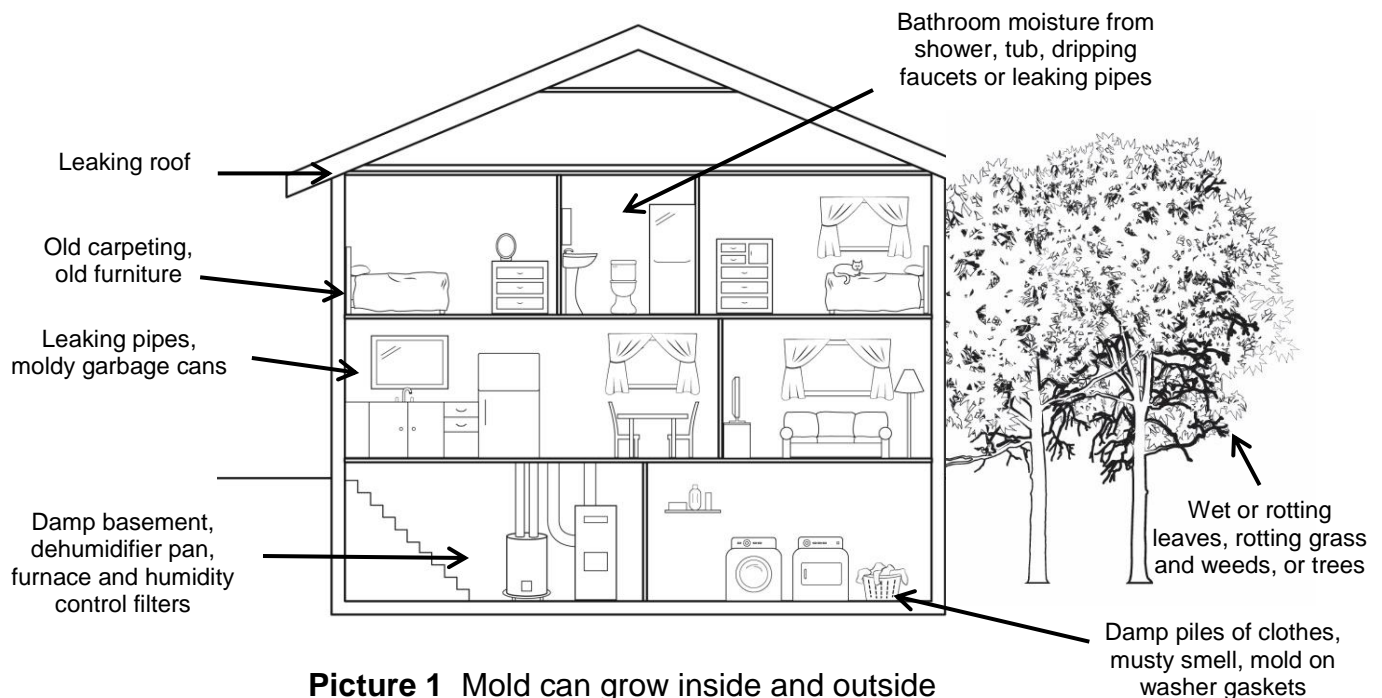 Bathroom moisture from
shower, tub, dripping
faucets or leaking pipes
Leaking roof
Old carpeting,
old furniture
Leaking pipes,
moldy garbage cans
Damp basement,
dehumidifier pan,
furnace and humidity
control filters
Wet or rotting
leaves, rotting grass
and weeds, or trees
Damp piles of clothes,
musty smell, mold on
washer gaskets
Picture 1 Mold can grow inside and outside